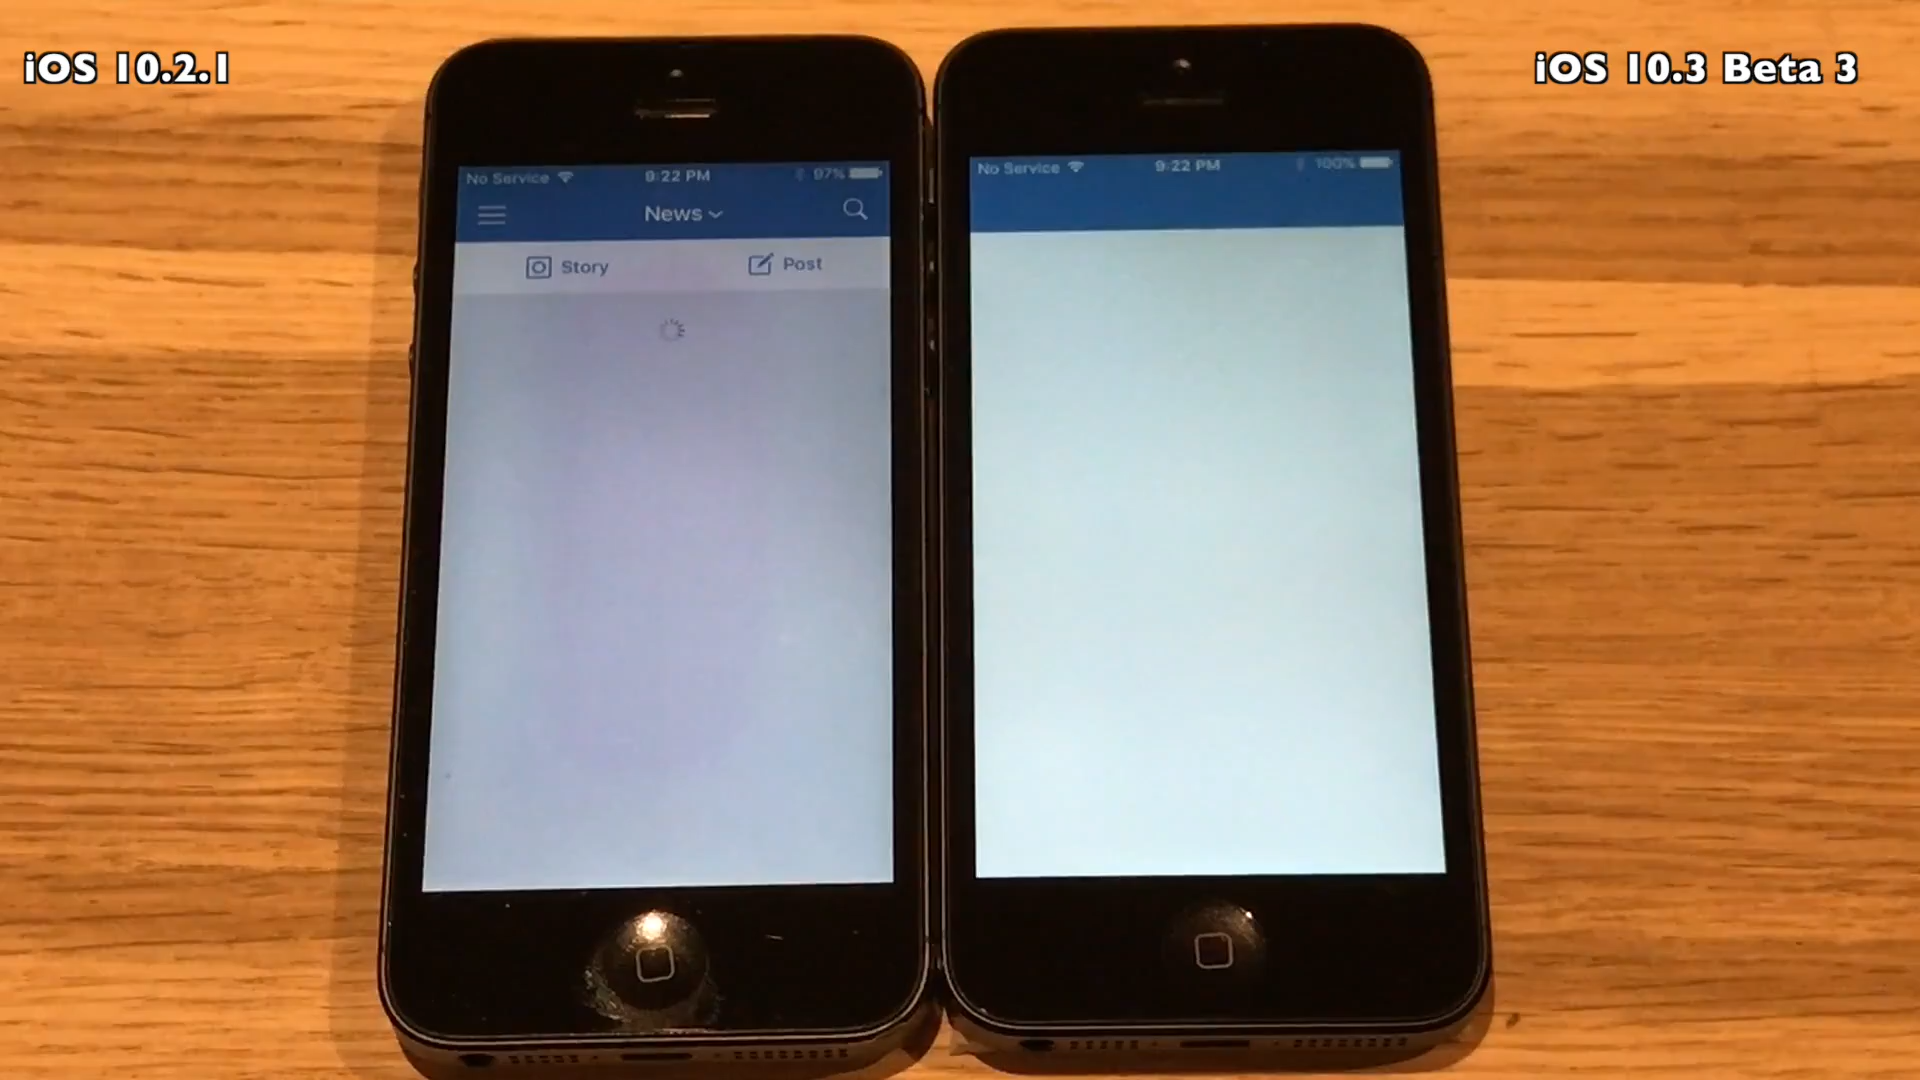 iOS 10.2.1
iOS 10.3 Beta 3
No Service 9:22 PM 97%
News
Story Post
No Service 9:22 PM 100%